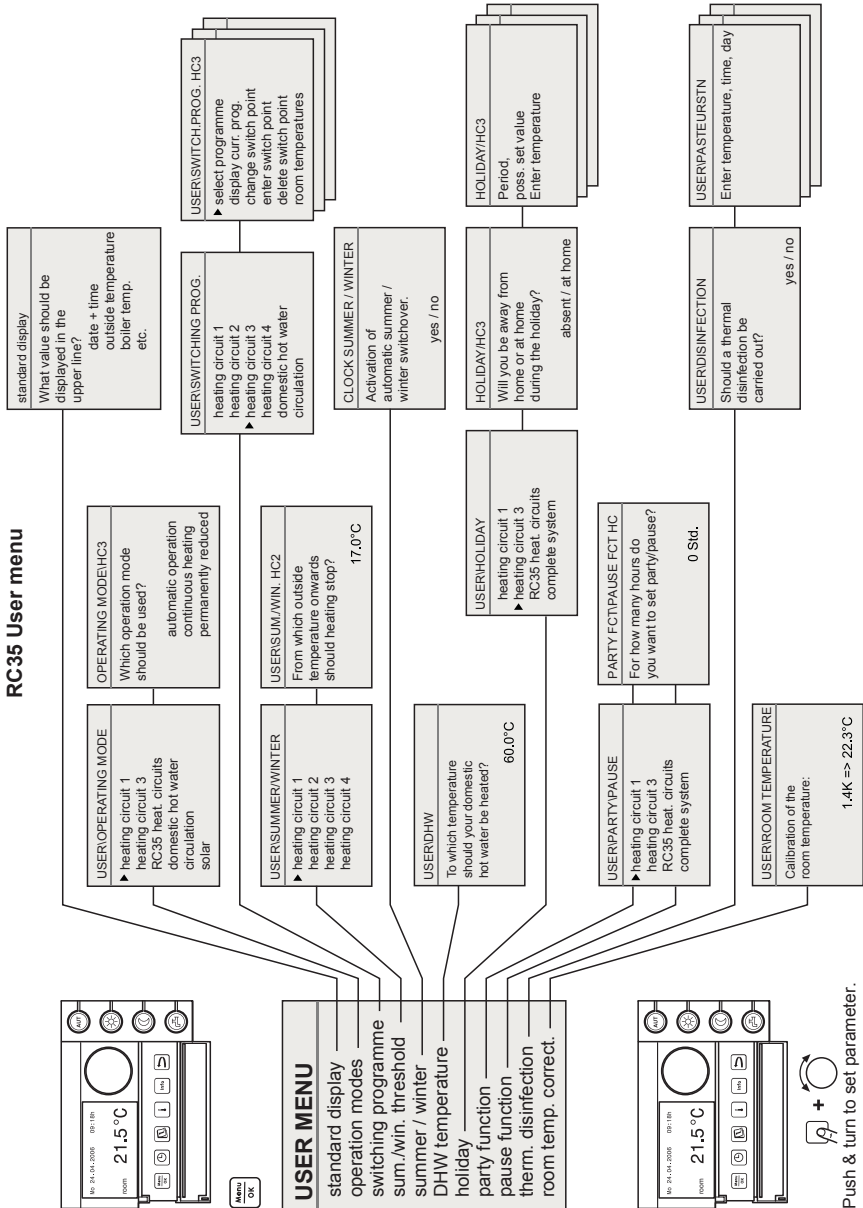 RC35 User menu
Mo 24.04.2006 09:18h
room 21.5 °C
Menu
OK
Info
AUT
Menu
OK
USER MENU
standard display
operation modes
switching programme
sum./win. threshold
summer / winter
DHW temperature
holiday
party function
pause function
therm. disinfection
room temp. correct.
standard display
What value should be
displayed in the
upper line?
date + time
outside temperature
boiler temp.
etc.
USER\OPERATING MODE
heating circuit 1
heating circuit 3
RC35 heat. circuits
domestic hot water
circulation
solar
OPERATING MODE\HC3
Which operation mode
should be used?
automatic operation
continuous heating
permanently reduced
USER\SWITCHING PROG.
heating circuit 1
heating circuit 2
heating circuit 3
heating circuit 4
domestic hot water
circulation
USER\SWITCH.PROG. HC3
select programme
display curr. prog.
change switch point
enter switch point
delete switch point
room temperatures
USER\SUMMER/WINTER
heating circuit 1
heating circuit 2
heating circuit 3
heating circuit 4
USER\SUM./WIN. HC2
From which outside
temperature onwards
should heating stop?
17.0°C
CLOCK SUMMER / WINTER
Activation of
automatic summer /
winter switchover.
yes / no
USER\DHW
To which temperature
should your domestic
hot water be heated?
60.0°C
USER\HOLIDAY
heating circuit 1
heating circuit 3
RC35 heat. circuits
complete system
HOLIDAY/HC3
Will you be away from
home or at home
during the holiday?
absent / at home
HOLIDAY/HC3
Period,
poss. set value
Enter temperature
USER\PARTY\PAUSE
heating circuit 1
heating circuit 3
RC35 heat. circuits
complete system
PARTY FCT\PAUSE FCT HC
For how many hours do
you want to set party/pause?
0 Std.
USER\DISINFECTION
Should a thermal
disinfection be
carried out?
yes / no
USER\PASTEURSTN
Enter temperature, time, day
USER\ROOM TEMPERATURE
Calibration of the
room temperature:
1.4K => 22.3°C
Mo 24.04.2006 09:18h
room 21.5 °C
Menu
OK
Info
AUT
+
Push & turn to set parameter.